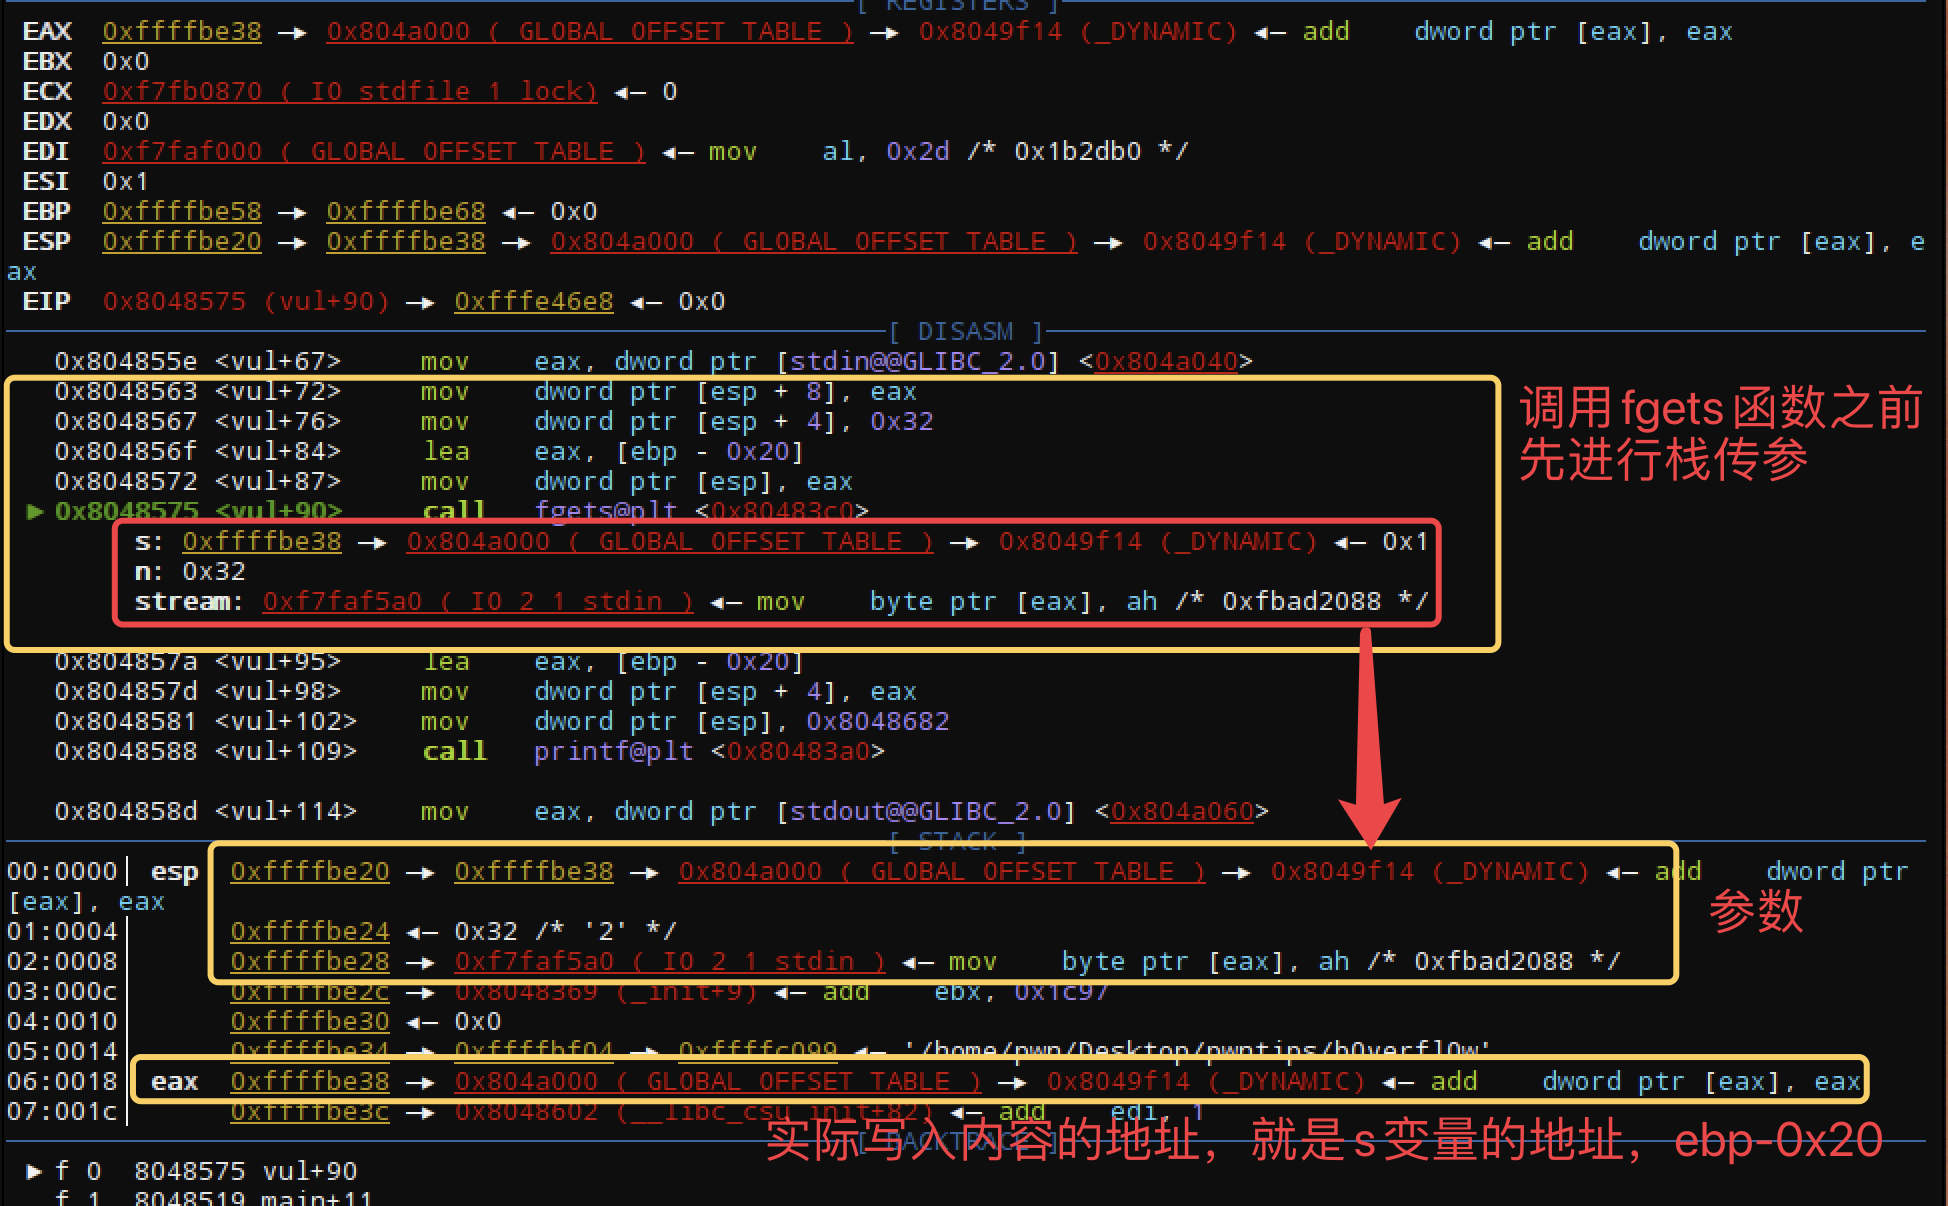 [ REGISTERS ]
EAX  0xffffbe38 —▸ 0x804a000 (_GLOBAL_OFFSET_TABLE_) —▸ 0x8049f14 (_DYNAMIC) ◂— add    dword ptr [eax], eax
EBX  0x0
ECX  0xf7fb0870 (_IO_stdfile_1_lock) ◂— 0
EDX  0x0
EDI  0xf7faf000 (_GLOBAL_OFFSET_TABLE_) ◂— mov    al, 0x2d /* 0x1b2db0 */
ESI  0x1
EBP  0xffffbe58 —▸ 0xffffbe68 ◂— 0x0
ESP  0xffffbe20 —▸ 0xffffbe38 —▸ 0x804a000 (_GLOBAL_OFFSET_TABLE_) —▸ 0x8049f14 (_DYNAMIC) ◂— add    dword ptr [eax], e
ax
EIP  0x8048575 (vul+90) —▸ 0xfffe46e8 ◂— 0x0
[ DISASM ]
0x804855e <vul+67>     mov    eax, dword ptr [stdin@@GLIBC_2.0] <0x804a040>
0x8048563 <vul+72>     mov    dword ptr [esp + 8], eax
0x8048567 <vul+76>     mov    dword ptr [esp + 4], 0x32
0x804856f <vul+84>     lea    eax, [ebp - 0x20]
0x8048572 <vul+87>     mov    dword ptr [esp], eax
► 0x8048575 <vul+90>     call   fgets@plt <0x80483c0>
s: 0xffffbe38 —▸ 0x804a000 (_GLOBAL_OFFSET_TABLE_) —▸ 0x8049f14 (_DYNAMIC) ◂— 0x1
n: 0x32
stream: 0xf7faf5a0 (_IO_2_1_stdin_) ◂— mov    byte ptr [eax], ah /* 0xfbad2088 */
调用fgets函数之前
先进行栈传参
0x804857a <vul+95>     lea    eax, [ebp - 0x20]
0x804857d <vul+98>     mov    dword ptr [esp + 4], eax
0x8048581 <vul+102>    mov    dword ptr [esp], 0x8048682
0x8048588 <vul+109>    call   printf@plt <0x80483a0>
0x804858d <vul+114>    mov    eax, dword ptr [stdout@@GLIBC_2.0] <0x804a060>
[ STACK ]
00:0000│ esp  0xffffbe20 —▸ 0xffffbe38 —▸ 0x804a000 (_GLOBAL_OFFSET_TABLE_) —▸ 0x8049f14 (_DYNAMIC) ◂— add    dword ptr
[eax], eax
参数
01:0004│      0xffffbe24 ◂— 0x32 /* '2' */
02:0008│      0xffffbe28 —▸ 0xf7faf5a0 (_IO_2_1_stdin_) ◂— mov    byte ptr [eax], ah /* 0xfbad2088 */
03:000c│      0xffffbe2c —▸ 0x8048369 (_init+9) ◂— add    ebx, 0x1c97
04:0010│      0xffffbe30 ◂— 0x0
05:0014│      0xffffbe34 —▸ 0xffffbf04 —▸ 0xffffc099 ◂— '/home/pwn/Desktop/pwntips/b0verfl0w'
06:0018│ eax  0xffffbe38 —▸ 0x804a000 (_GLOBAL_OFFSET_TABLE_) —▸ 0x8049f14 (_DYNAMIC) ◂— add    dword ptr [eax], eax
07:001c│      0xffffbe3c —▸ 0x8048602 (__libc_csu_init+82) ◂— add    edi, 1
[ BACKTRACE ]
实际写入内容的地址，就是s变量的地址，ebp-0x20
► f 0  8048575 vul+90
f 1  8048519 main+11